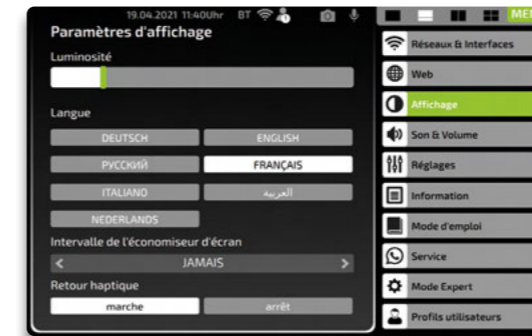 19.04.2021 11:40Uhr BT
MEN
Paramètres d'affichage
Luminosité
Langue
DEUTSCH
ENGLISH
РУССКИЙ
FRANÇAIS
ITALIANO
العربية
NEDERLANDS
Intervalle de l'économiseur d'écran
< JAMAIS >
Retour haptique
marche
arrêt
Réseaux & Interfaces
Web
Affichage
Son & Volume
Réglages
Information
Mode d'emploi
Service
Mode Expert
Profils utilisateurs